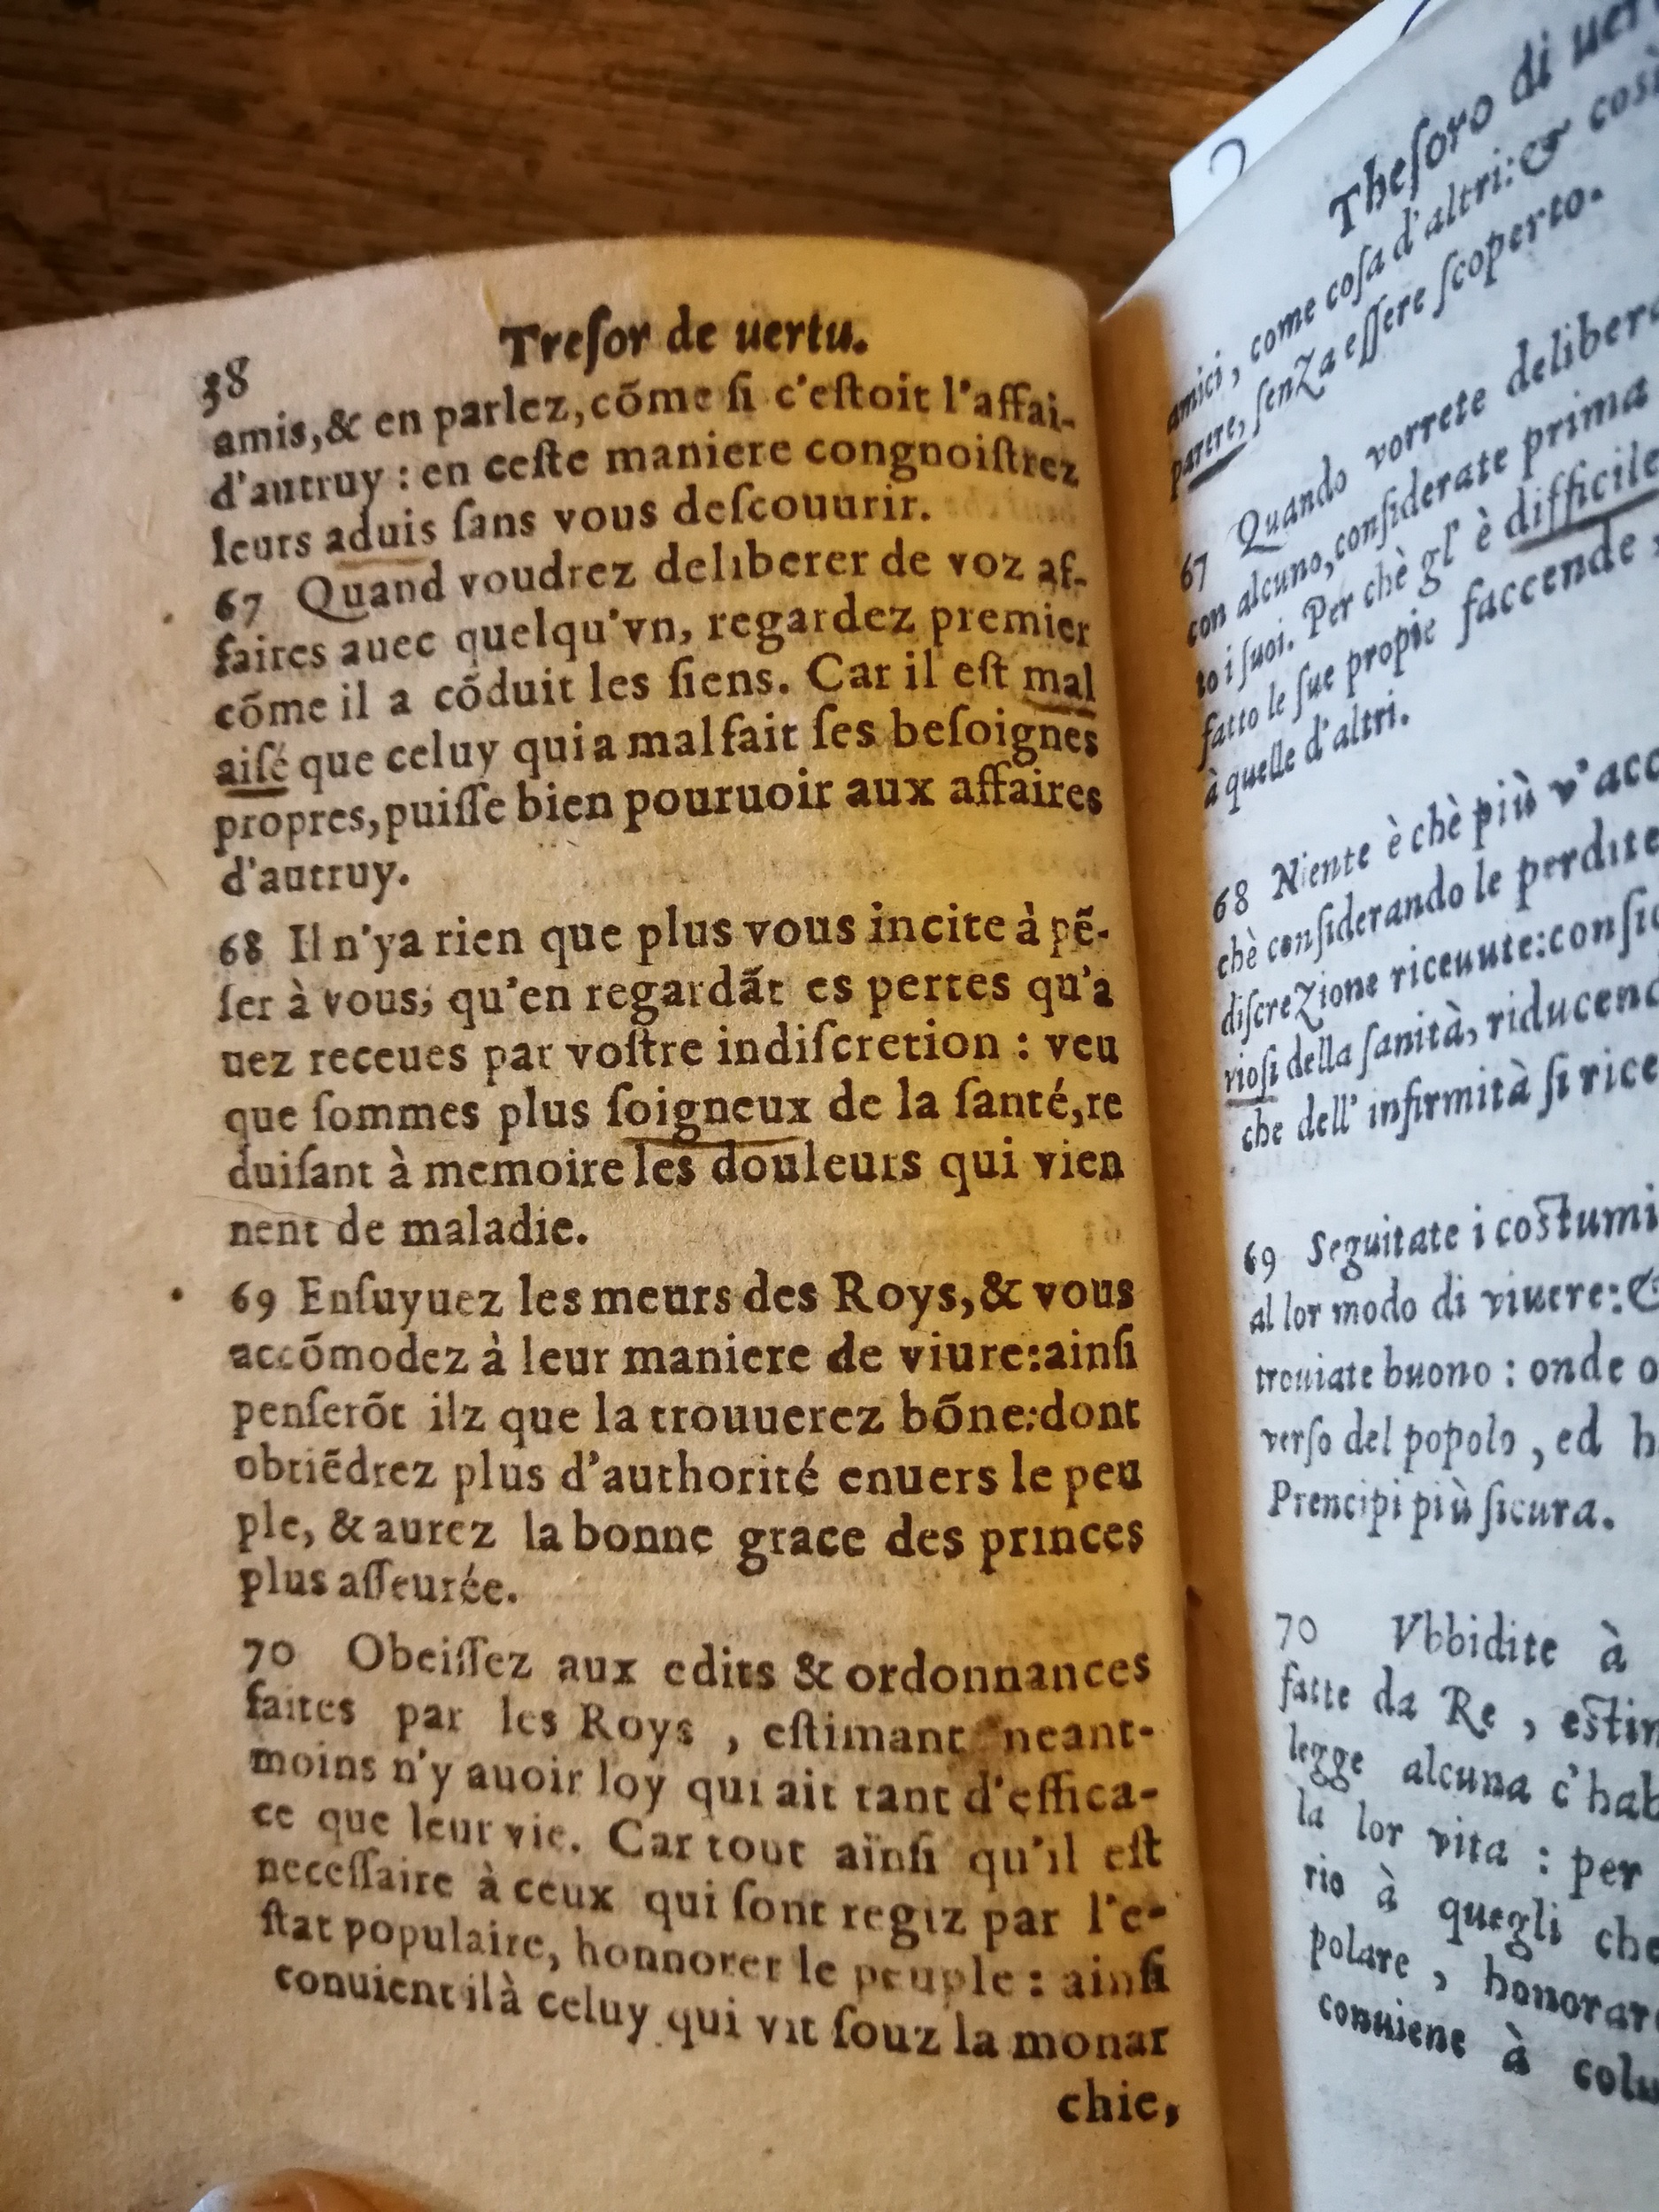 38
Treſor de uertu.
amis,& en parlez,cõme ſi c'eſtoit l'affai-
d'autruy : en ceſte maniere congnoiſtrez
leurs aduis ſans vous deſcouurir.
67 Quand voudrez deliberer de voz af-
faires auec quelqu'vn, regardez premier
cõme il a cõduit les ſiens. Car il eſt mal
aiſé que celuy qui a mal fait ſes beſoignes
propres,puiſſe bien pouruoir aux affaires
d'autruy.
68 Il n'ya rien que plus vous incite à pẽ-
ſer à vous, qu'en regardãt es pertes qu'a
uez receues par voſtre indiſcretion : veu
que ſommes plus ſoigneux de la ſanté,re
duiſant à memoire les douleurs qui vien
nent de maladie.
69 Enſuyuez les meurs des Roys,& vous
accõmodez à leur maniere de viure:ainſi
penſerõt ilz que la trouuerez bõne:dont
obtiẽdrez plus d'authorité enuers le peu
ple, & aurez la bonne grace des princes
plus aſſeurée.
70 Obeiſſez aux edits & ordonnances
faites par les Roys , eſtimant neant-
moins n'y auoir loy qui ait tant d'effica-
ce que leur vie. Car tout ainſi qu'il eſt
neceſſaire à ceux qui ſont regiz par l'e-
ſtat populaire, honnorer le peuple : ainſi
conuient il à celuy qui vit ſouz la monar
chie,
Theſoro di
amici, come coſa d'altri:& coſì
parere, ſenza eſſere ſcoperto.
67 Quando vorrete
con alcuno,conſiderate prima
to i ſuoi. Per chè gl' è difficile
fatto le ſue propie faccende
à quelle d'altri.
68 Niente è chè più v'
chè conſiderando le perdite
diſcrezione riceuute:
rioſi della ſanità,
che dell' infirmità ſi
69 Seguitate i coſtumi
al lor modo di viuere:&
trouiate buono : onde
verſo del popolo , ed
Prencipi più ſicura.
70 Vbbidite à
fatte da Re ,
legge alcuna
la lor vita : per
rio à quegli che
polare ,
conuiene à